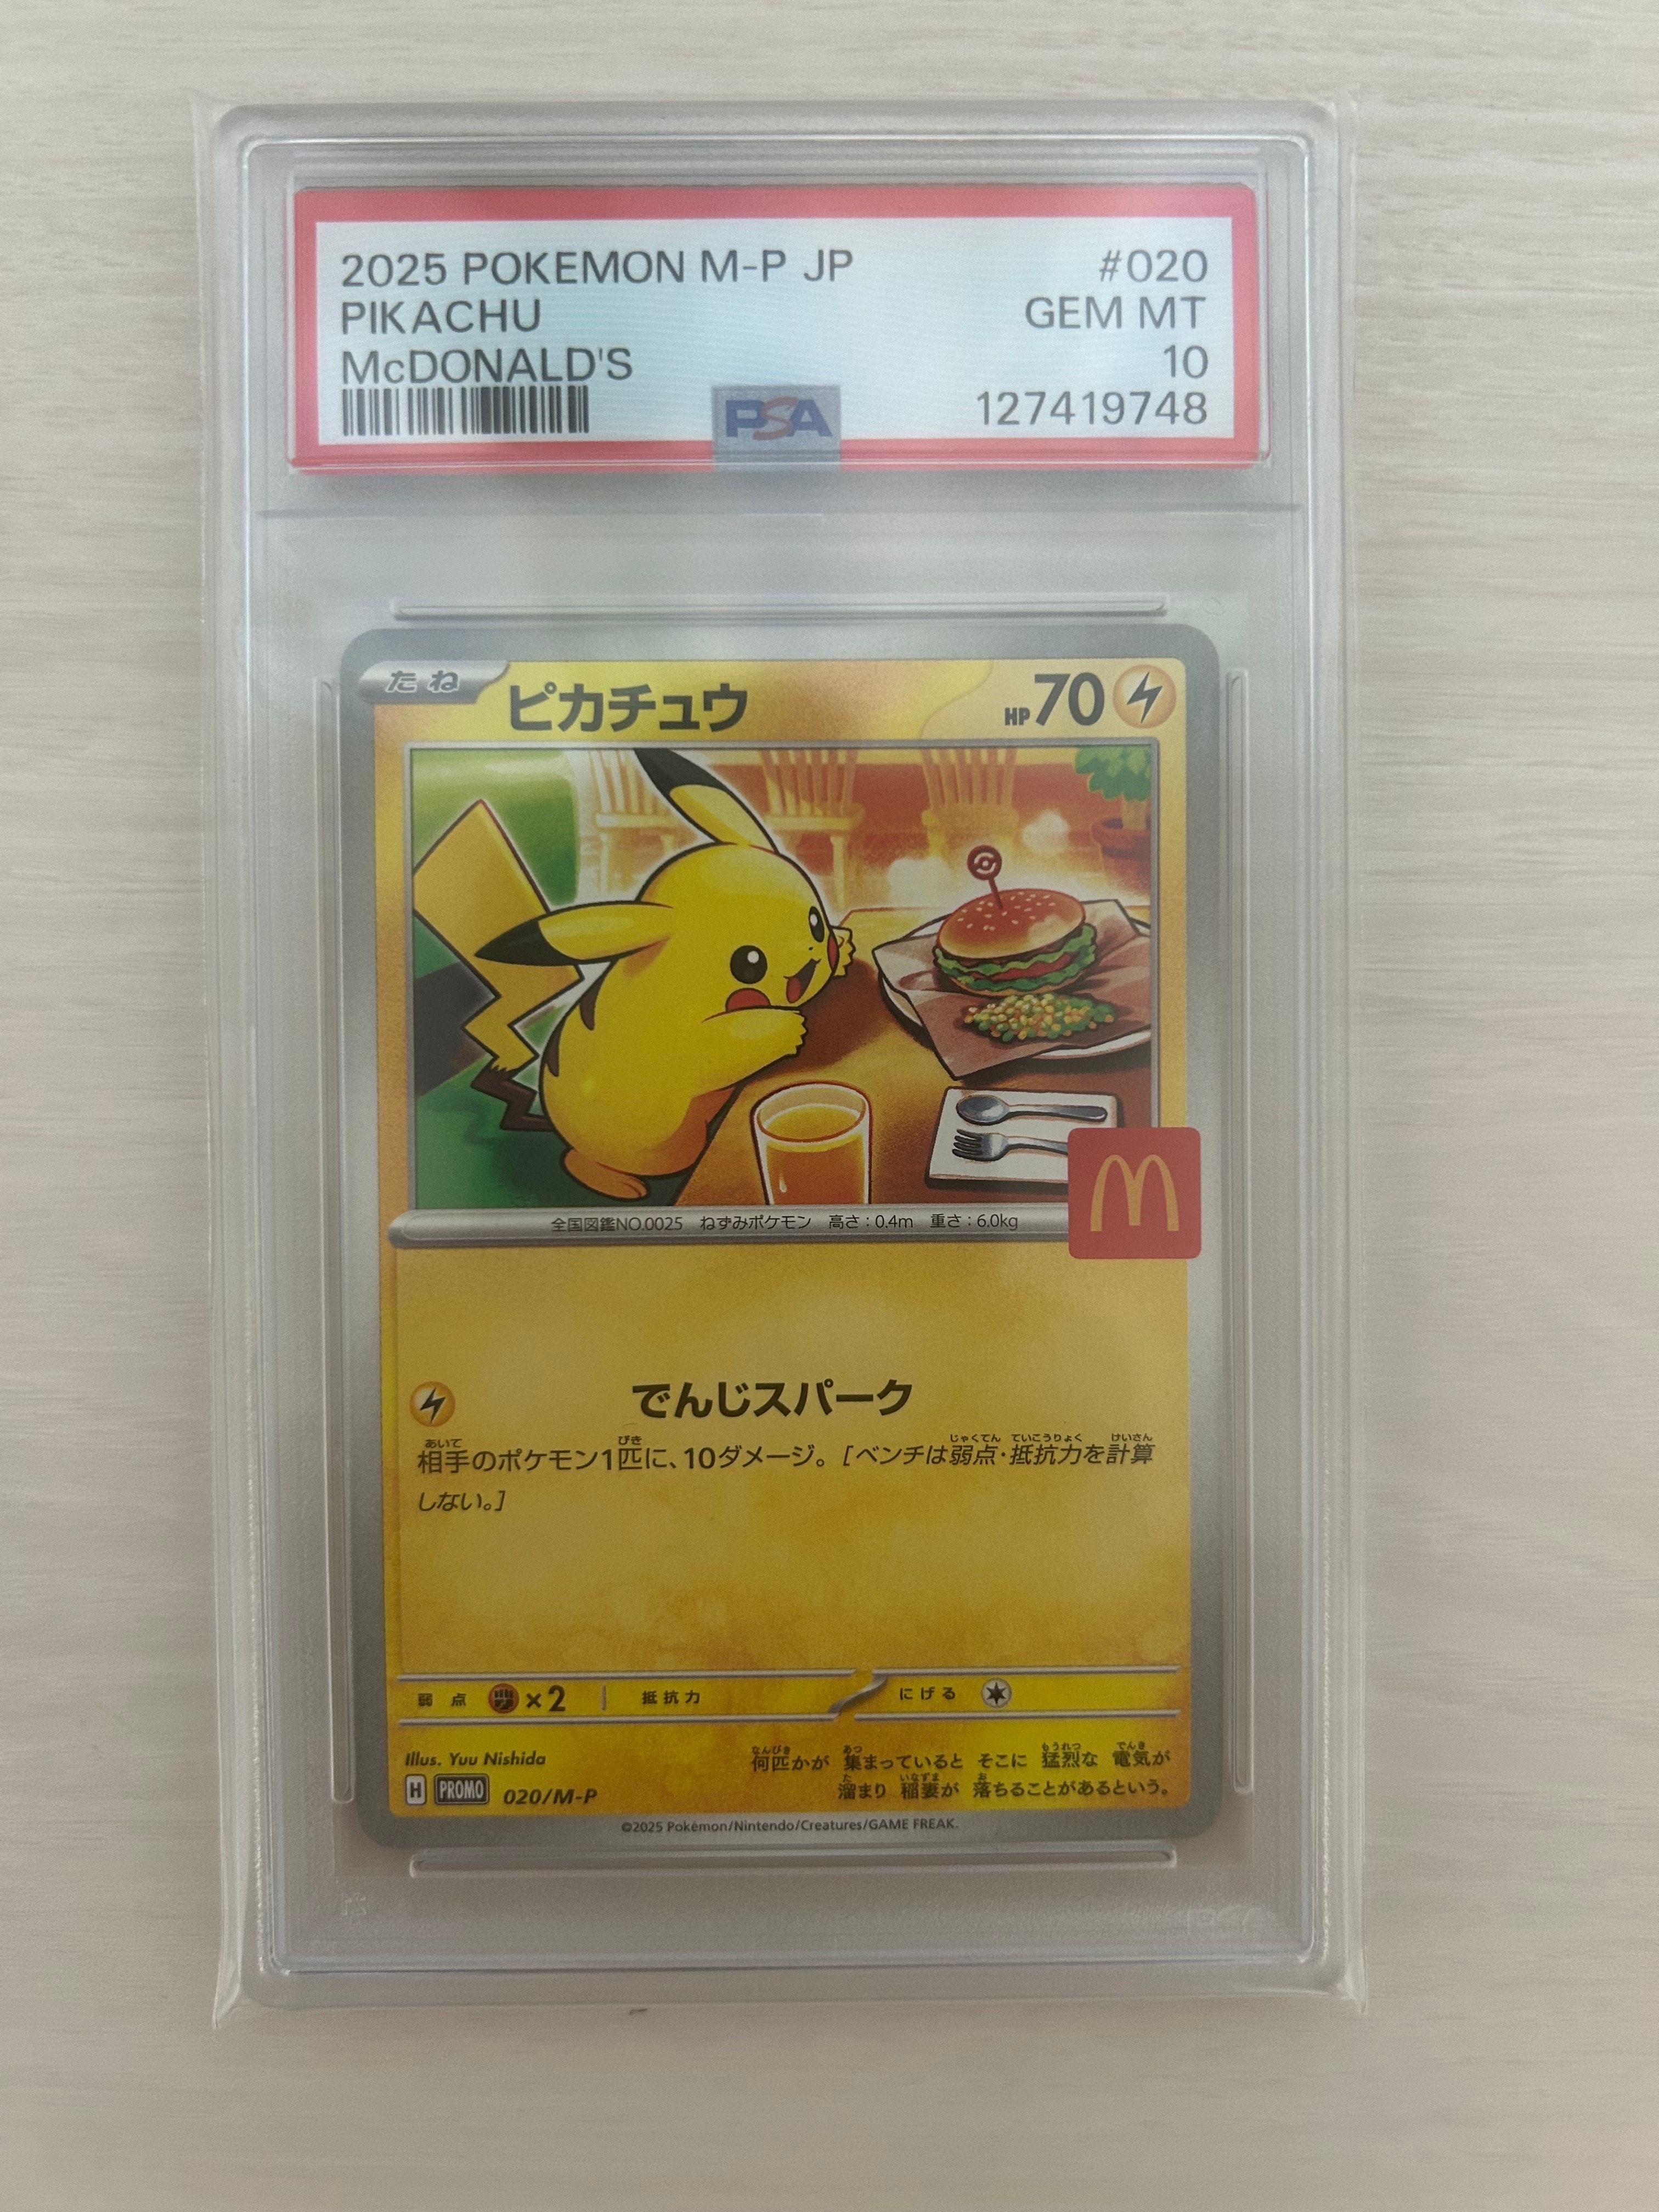 2025 POKEMON M-P JP #020
PIKACHU GEM MT
McDONALD'S 10
PSA 127419748
たね ピカチュウ HP70
全国図鑑NO.0025 ねずみポケモン 高さ:0.4m 重さ:6.0kg
M
でんじスパーク
相手のポケモン1匹に、10ダメージ。[ベンチは弱点・抵抗力を計算
しない。]
弱点 ×2 抵抗力 にげる
Illus. Yuu Nishida
H PROMO 020/M-P
何匹かが 集まっていると そこに 猛烈な 電気が
溜まり 稲妻が 落ちることがあるという。
©2025 Pokémon/Nintendo/Creatures/GAME FREAK.